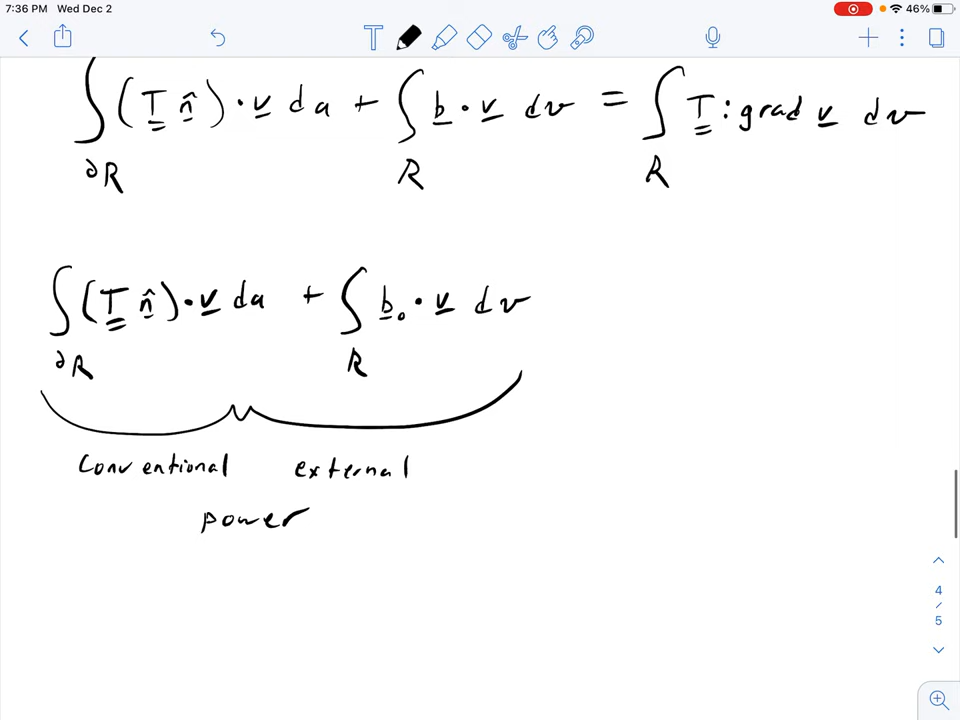 7:36 PM Wed Dec 2 46%
∫∂R (T n̂) · v da + ∫R b · v dv = ∫R T : grad v dv
∫∂R (T n̂) · v da + ∫R b₀ · v dv
Conventional external
power
4
/
5